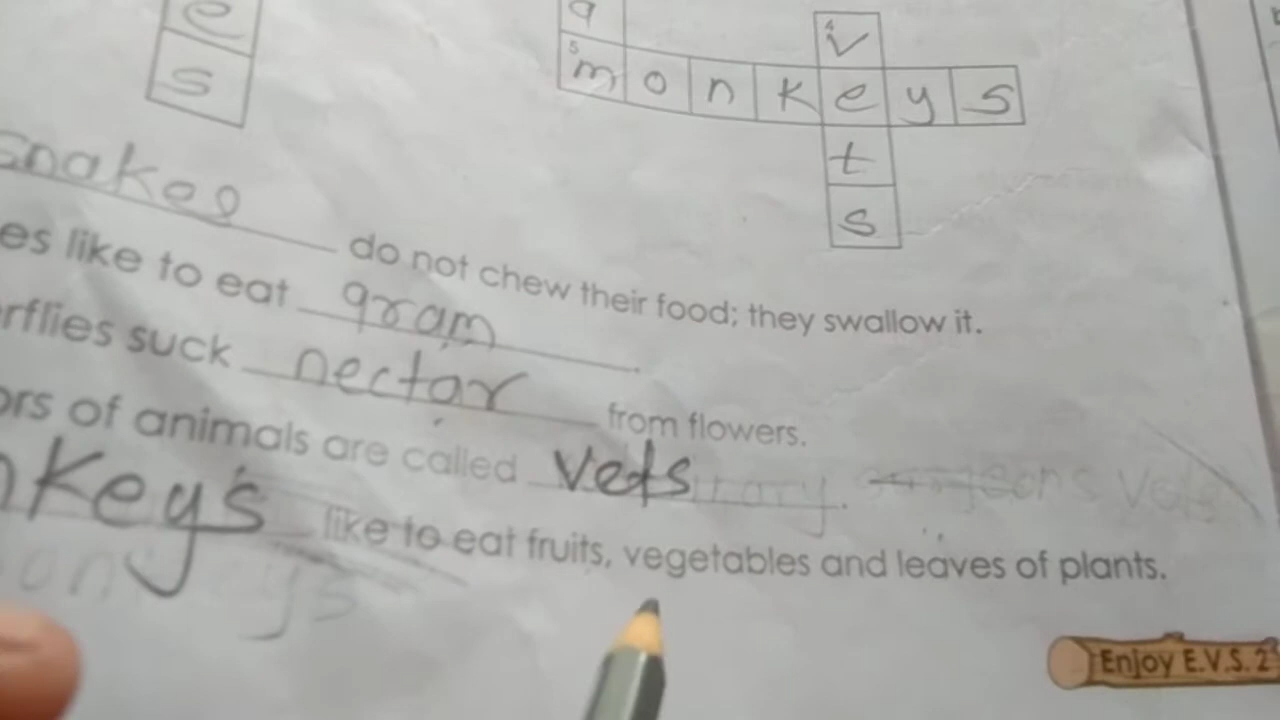 e
s
a
4
v
5
m o n k e y s
t
s
snakes do not chew their food; they swallow it.
es like to eat gram.
rflies suck nectar from flowers.
ors of animals are called vets.
nkeys like to eat fruits, vegetables and leaves of plants.
Enjoy E.V.S. 2